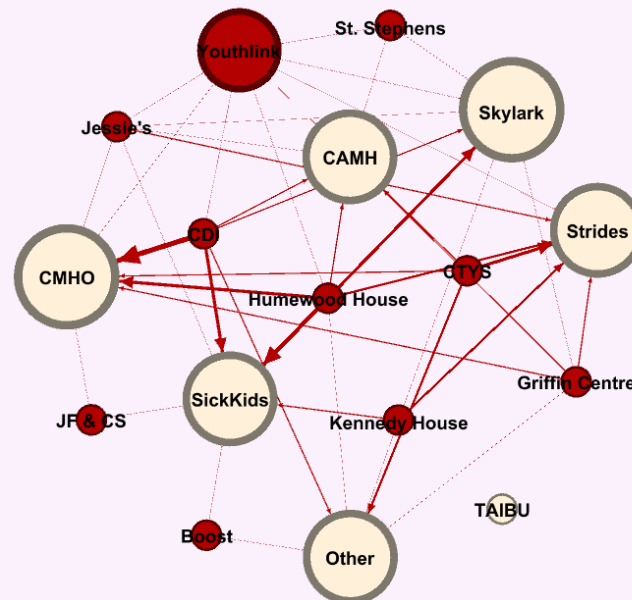 St. Stephens
Youthlink
Skylark
Jessie's
CAMH
Strides
CDI
CTYS
CMHO
Humewood House
Griffin Centre
SickKids
JF & CS
Kennedy House
TAIBU
Boost
Other